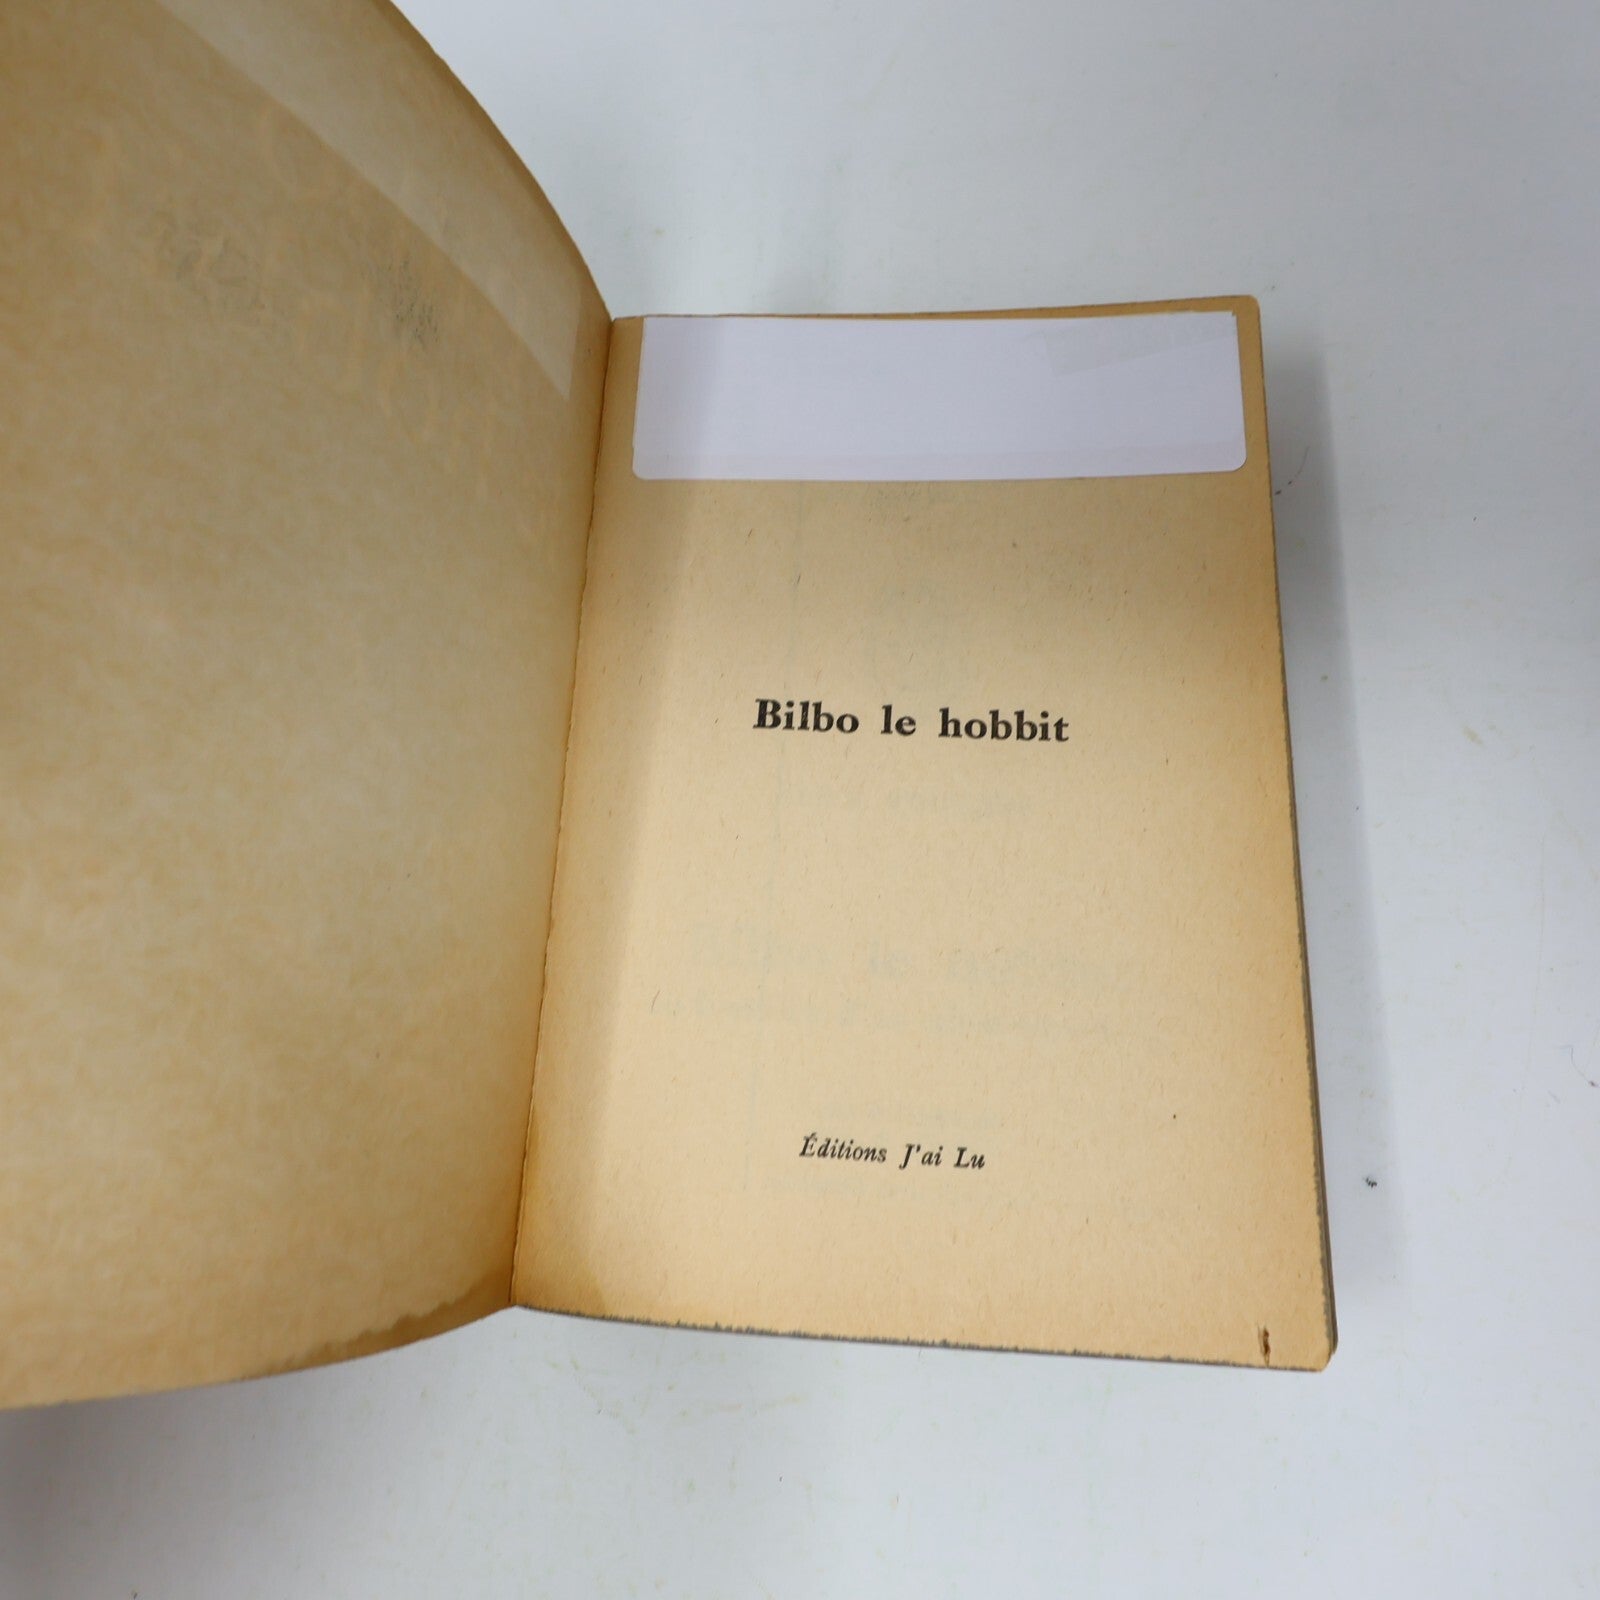 Bilbo le hobbit
Éditions J'ai Lu